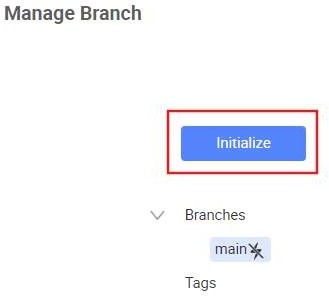 Manage Branch
Initialize
Branches
main
Tags